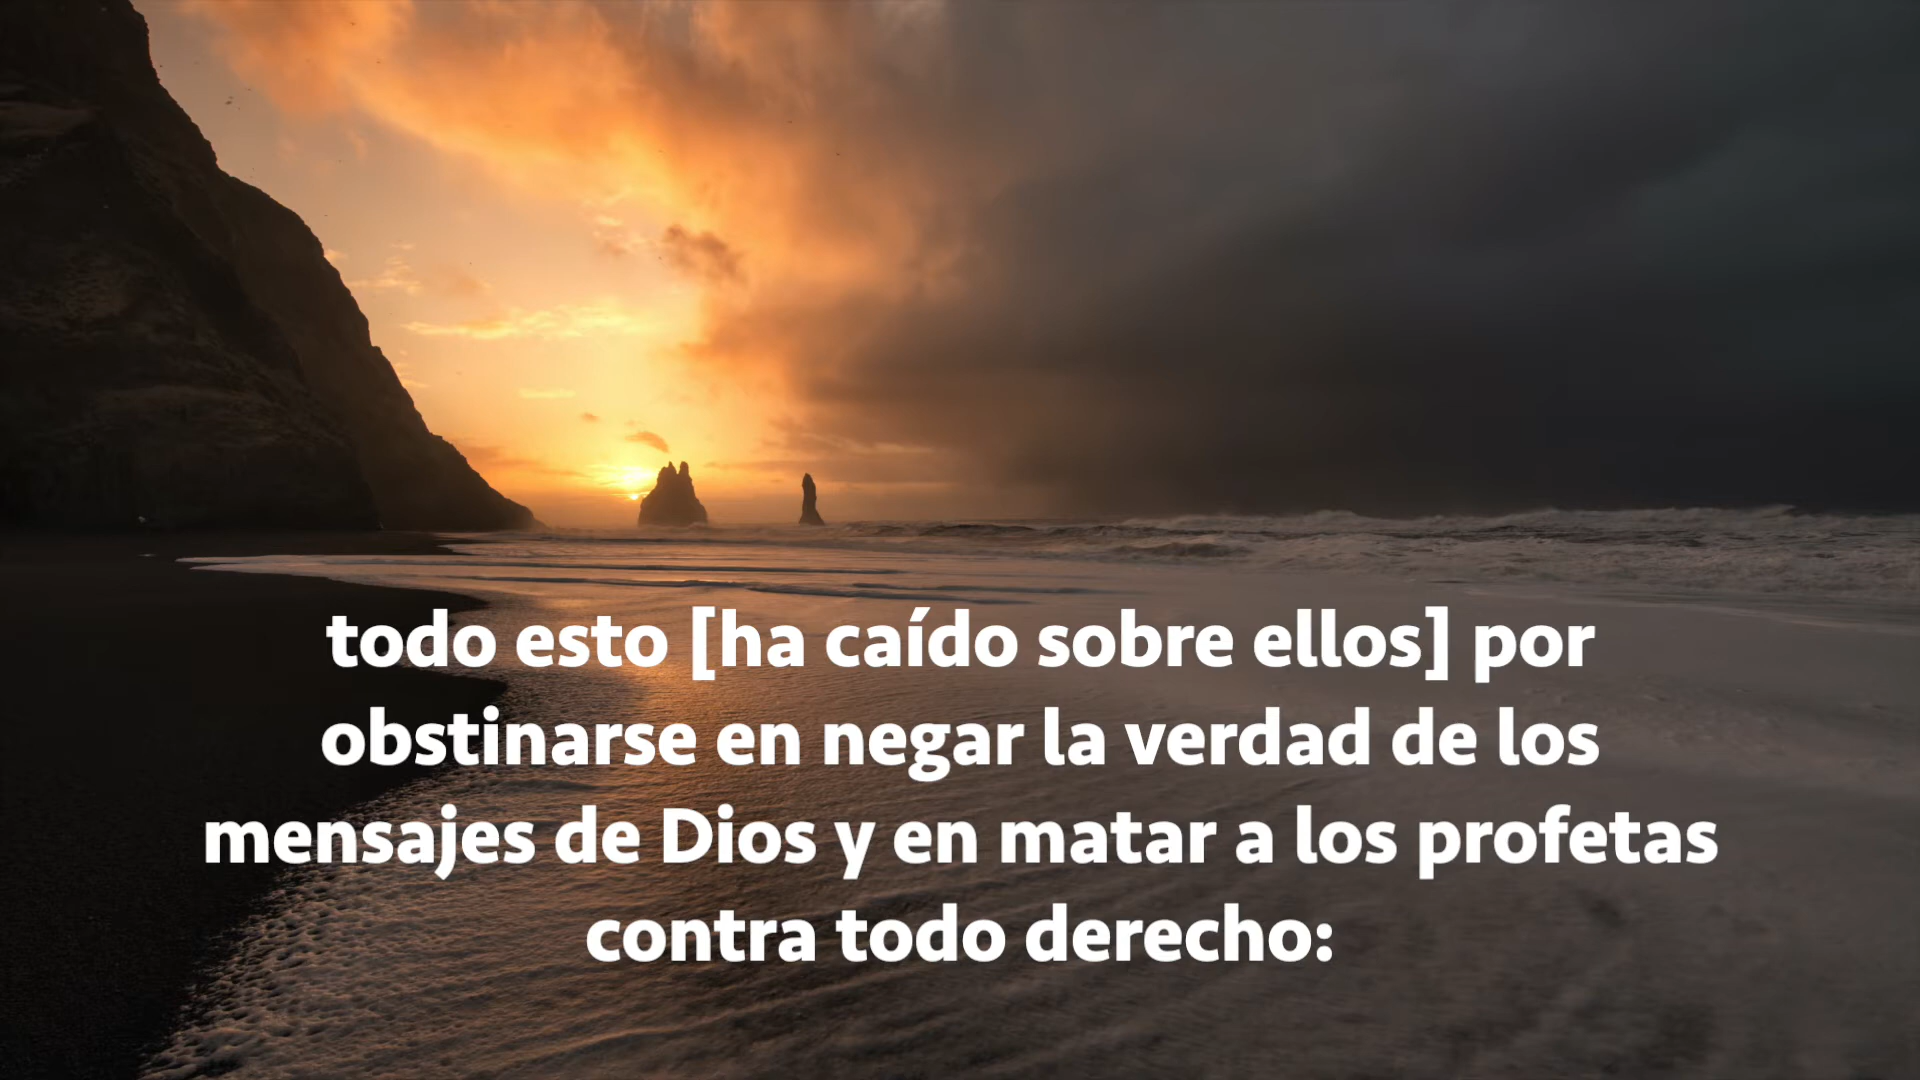 todo esto [ha caído sobre ellos] por
obstinarse en negar la verdad de los
mensajes de Dios y en matar a los profetas
contra todo derecho: